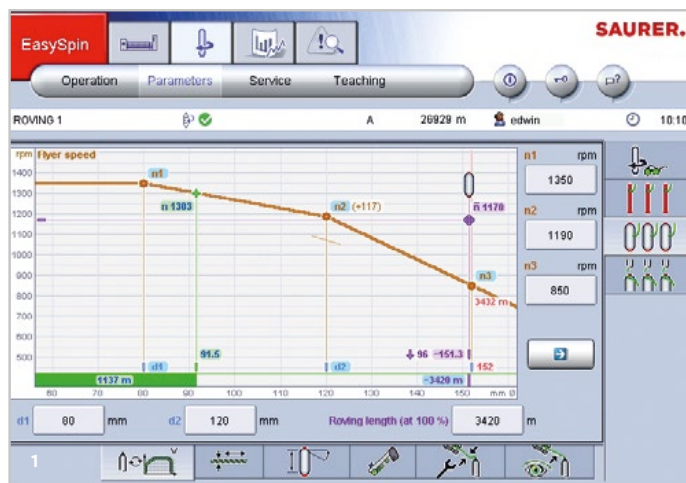 EasySpin
SAURER.
Operation Parameters Service Teaching
ROVING 1 A 26929 m edwin 10:10
rpm Flyer speed
1400
1300
1200
1100
1000
900
800
700
600
500
n1
n 1303
n2 (+117)
n̄ 1170
n3
3432 m
91.5
96 ~151.3
d1
d2
152
1137 m
~3420 m
60 70 80 90 100 110 120 130 140 150 mm Ø
n1 rpm
1350
n2 rpm
1190
n3 rpm
850
d1 80 mm d2 120 mm Roving length (at 100 %) 3420 m
1